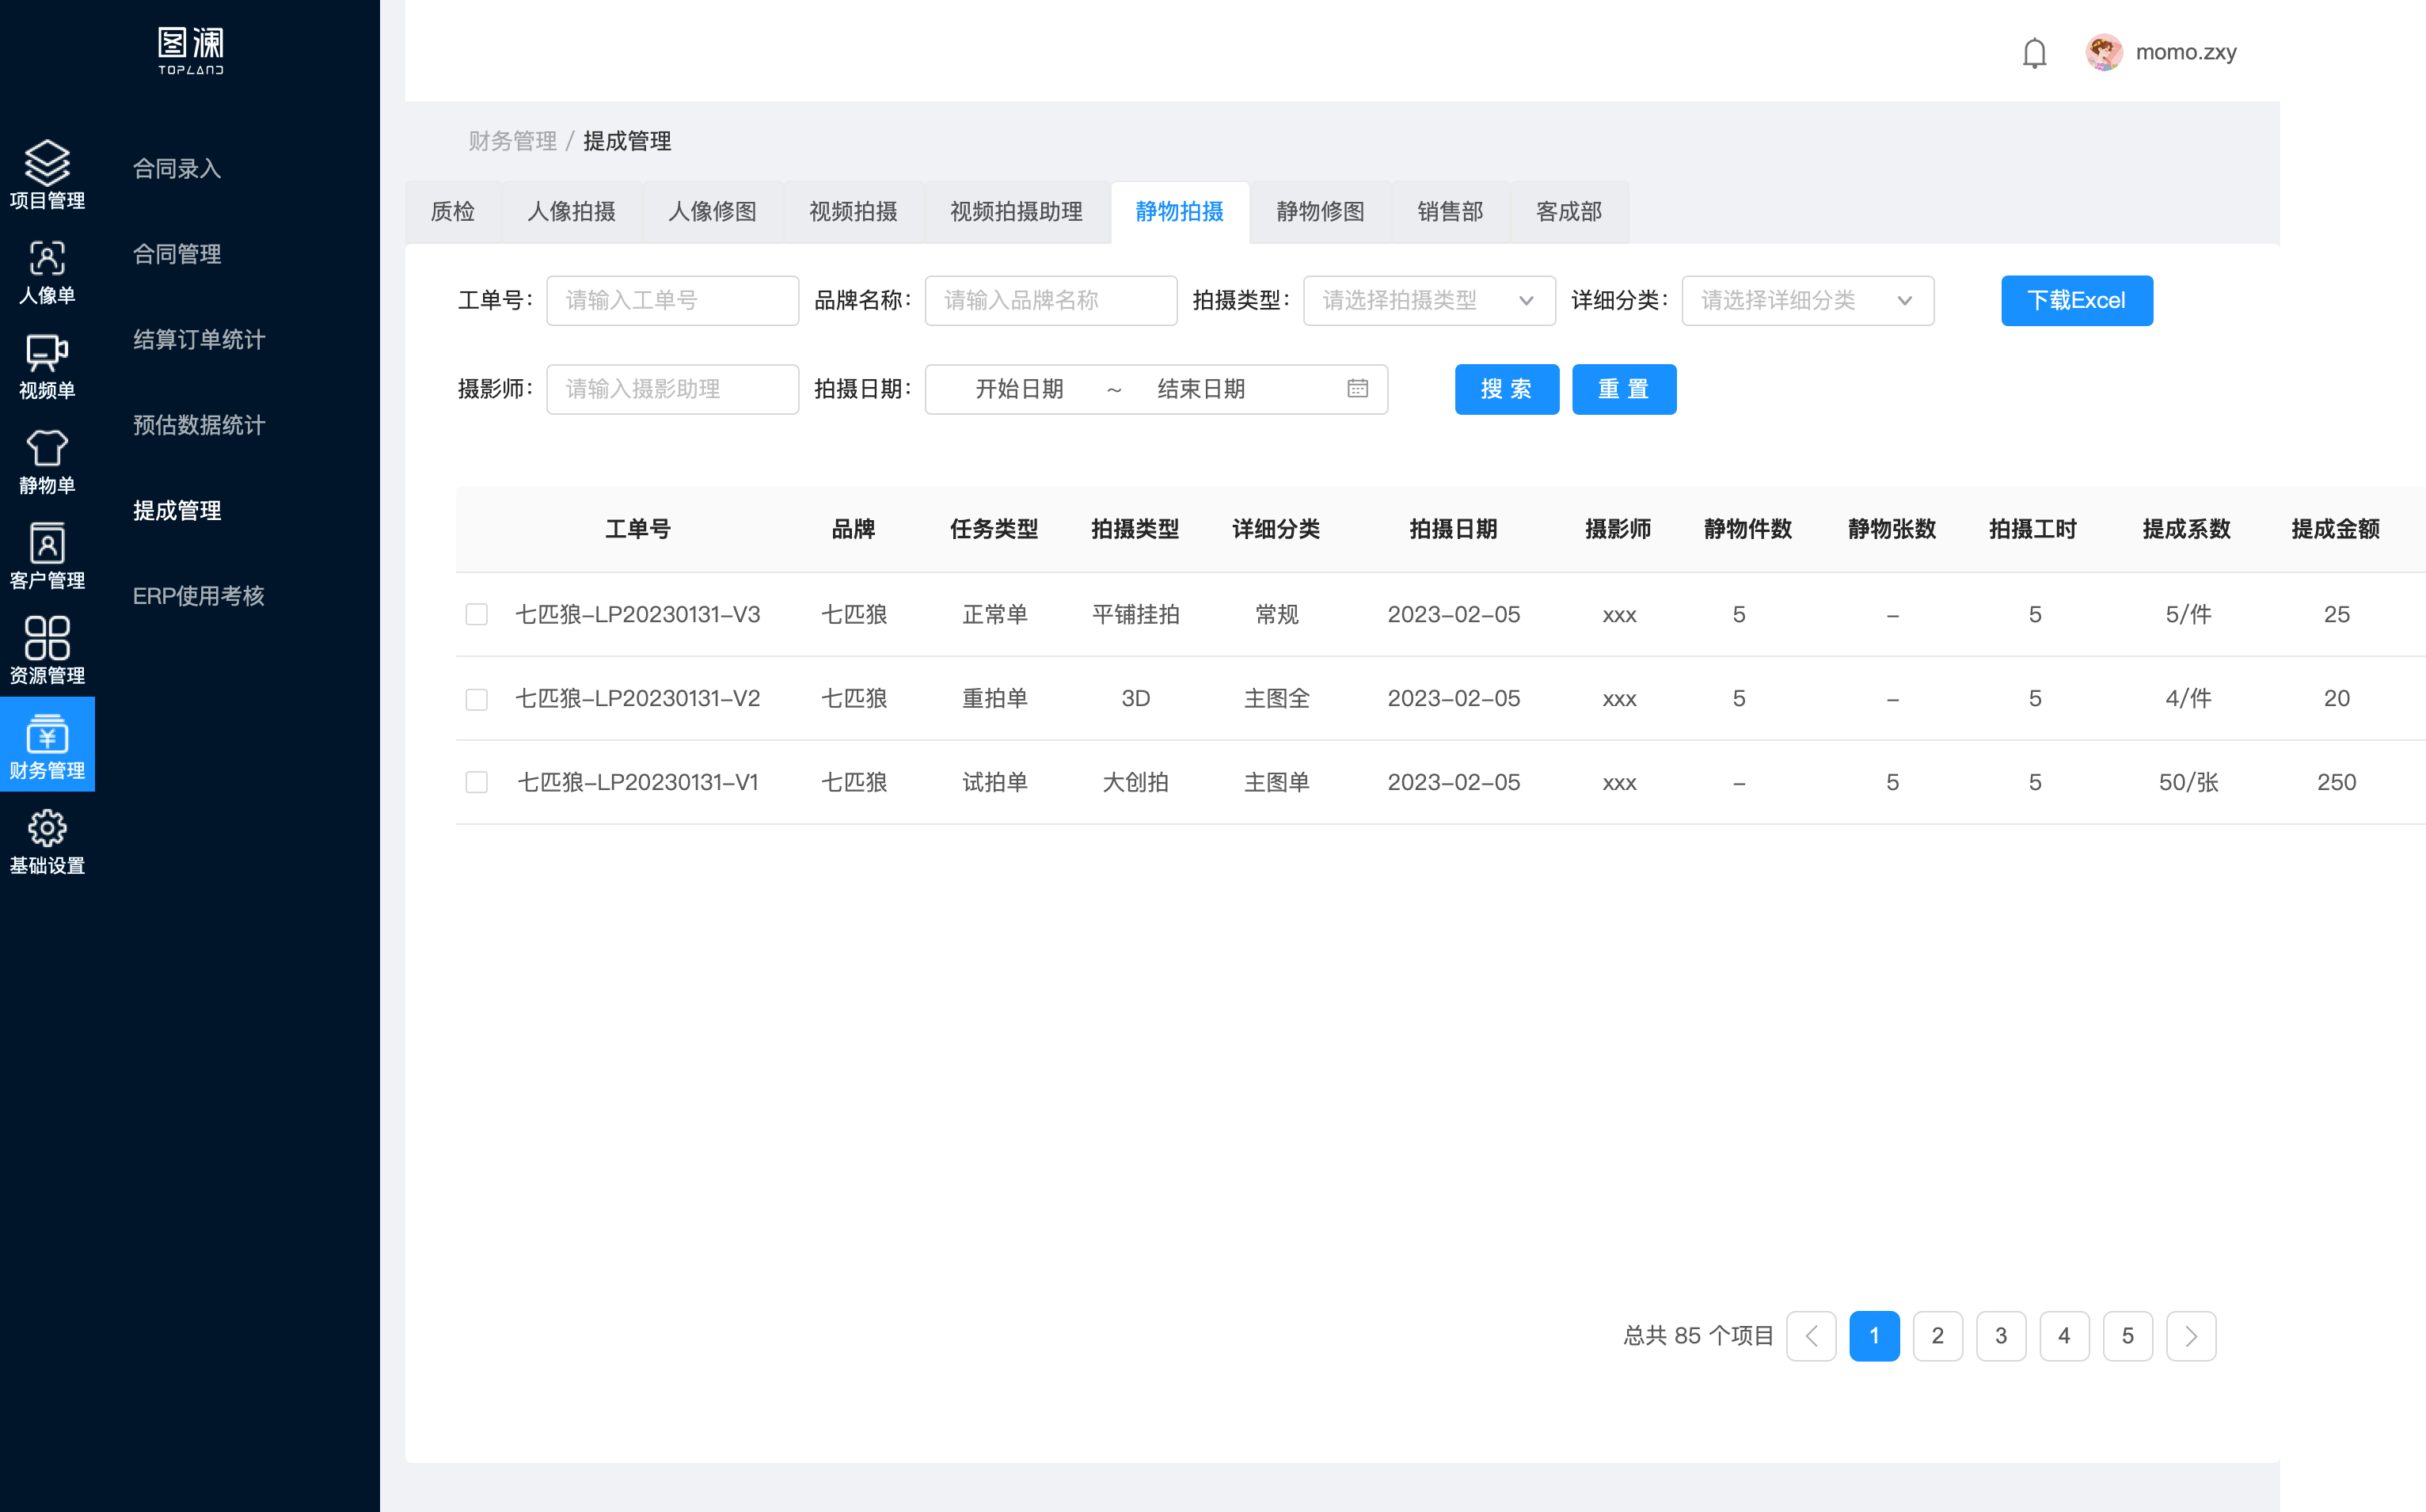 图澜
TOPLAND
momo.zxy
项目管理
人像单
视频单
静物单
客户管理
资源管理
财务管理
基础设置
合同录入
合同管理
结算订单统计
预估数据统计
提成管理
ERP使用考核
财务管理 / 提成管理
质检 人像拍摄 人像修图 视频拍摄 视频拍摄助理 静物拍摄 静物修图 销售部 客成部
工单号： 请输入工单号 品牌名称： 请输入品牌名称 拍摄类型： 请选择拍摄类型 详细分类： 请选择详细分类 下载Excel
摄影师： 请输入摄影助理 拍摄日期： 开始日期 ~ 结束日期 搜 索 重 置
工单号 品牌 任务类型 拍摄类型 详细分类 拍摄日期 摄影师 静物件数 静物张数 拍摄工时 提成系数 提成金额
七匹狼-LP20230131-V3 七匹狼 正常单 平铺挂拍 常规 2023-02-05 xxx 5 - 5 5/件 25
七匹狼-LP20230131-V2 七匹狼 重拍单 3D 主图全 2023-02-05 xxx 5 - 5 4/件 20
七匹狼-LP20230131-V1 七匹狼 试拍单 大创拍 主图单 2023-02-05 xxx - 5 5 50/张 250
总共 85 个项目 1 2 3 4 5